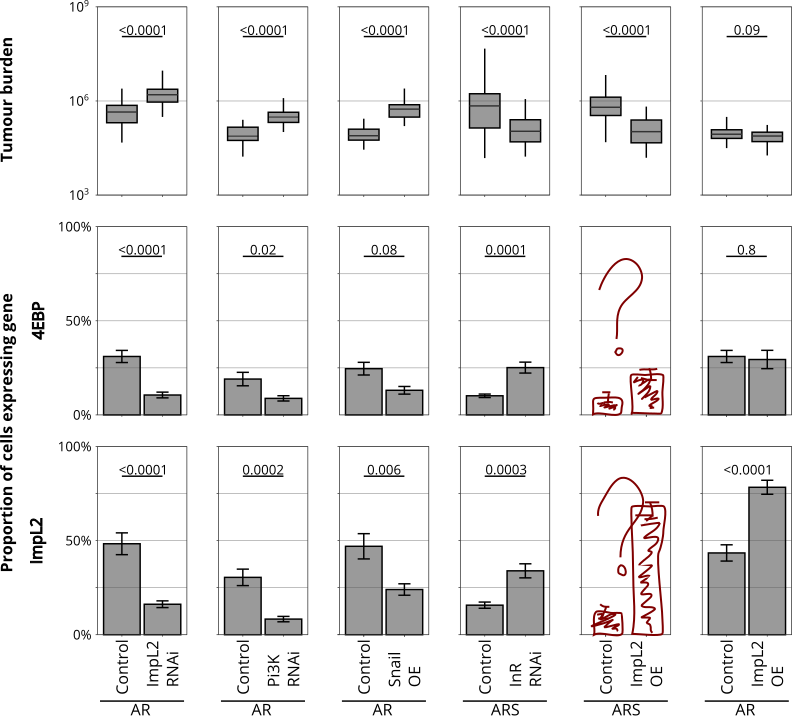 Tumour burden
10⁹
10⁶
10³
<0.0001
<0.0001
<0.0001
<0.0001
<0.0001
0.09
Proportion of cells expressing gene
4EBP
100%
50%
0%
<0.0001
0.02
0.08
0.0001
?
0.8
ImpL2
100%
50%
0%
<0.0001
0.0002
0.006
0.0003
?
<0.0001
Control
ImpL2
RNAi
AR
Control
Pi3K
RNAi
AR
Control
Snail
OE
AR
Control
InR
RNAi
ARS
Control
ImpL2
OE
ARS
Control
ImpL2
OE
AR